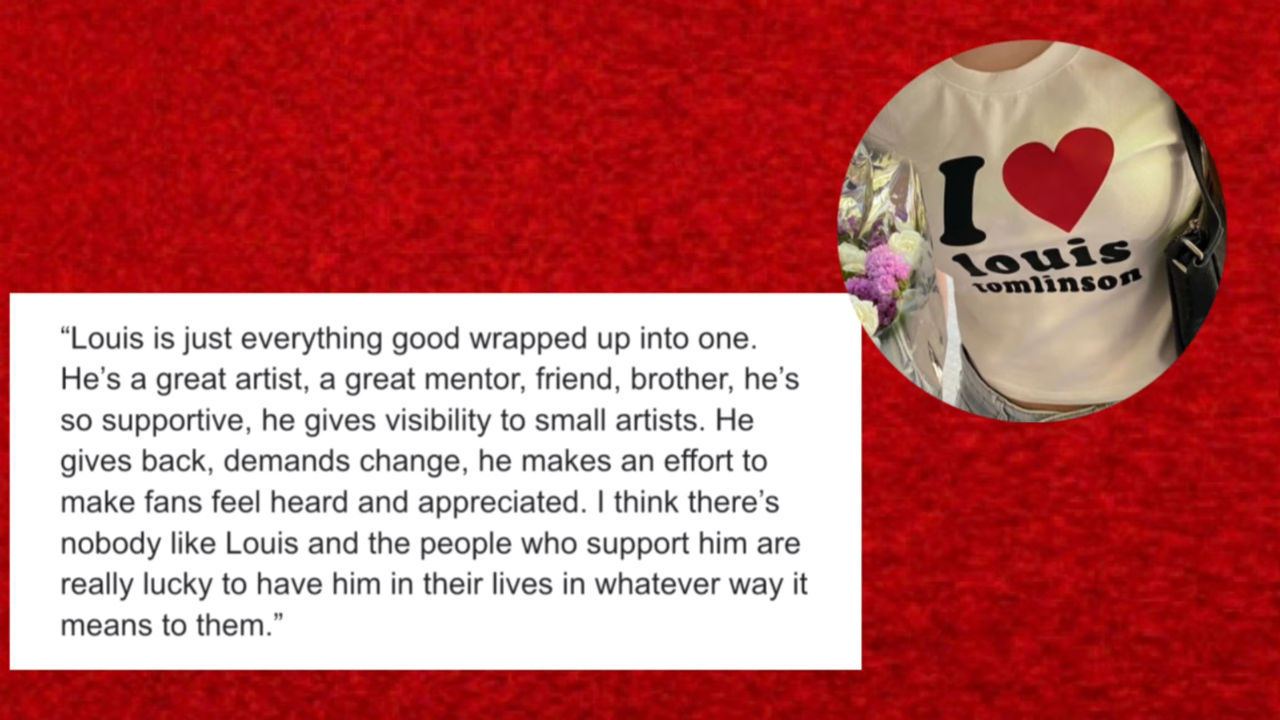 I
louis
tomlinson
“Louis is just everything good wrapped up into one.
He’s a great artist, a great mentor, friend, brother, he’s
so supportive, he gives visibility to small artists. He
gives back, demands change, he makes an effort to
make fans feel heard and appreciated. I think there’s
nobody like Louis and the people who support him are
really lucky to have him in their lives in whatever way it
means to them.”